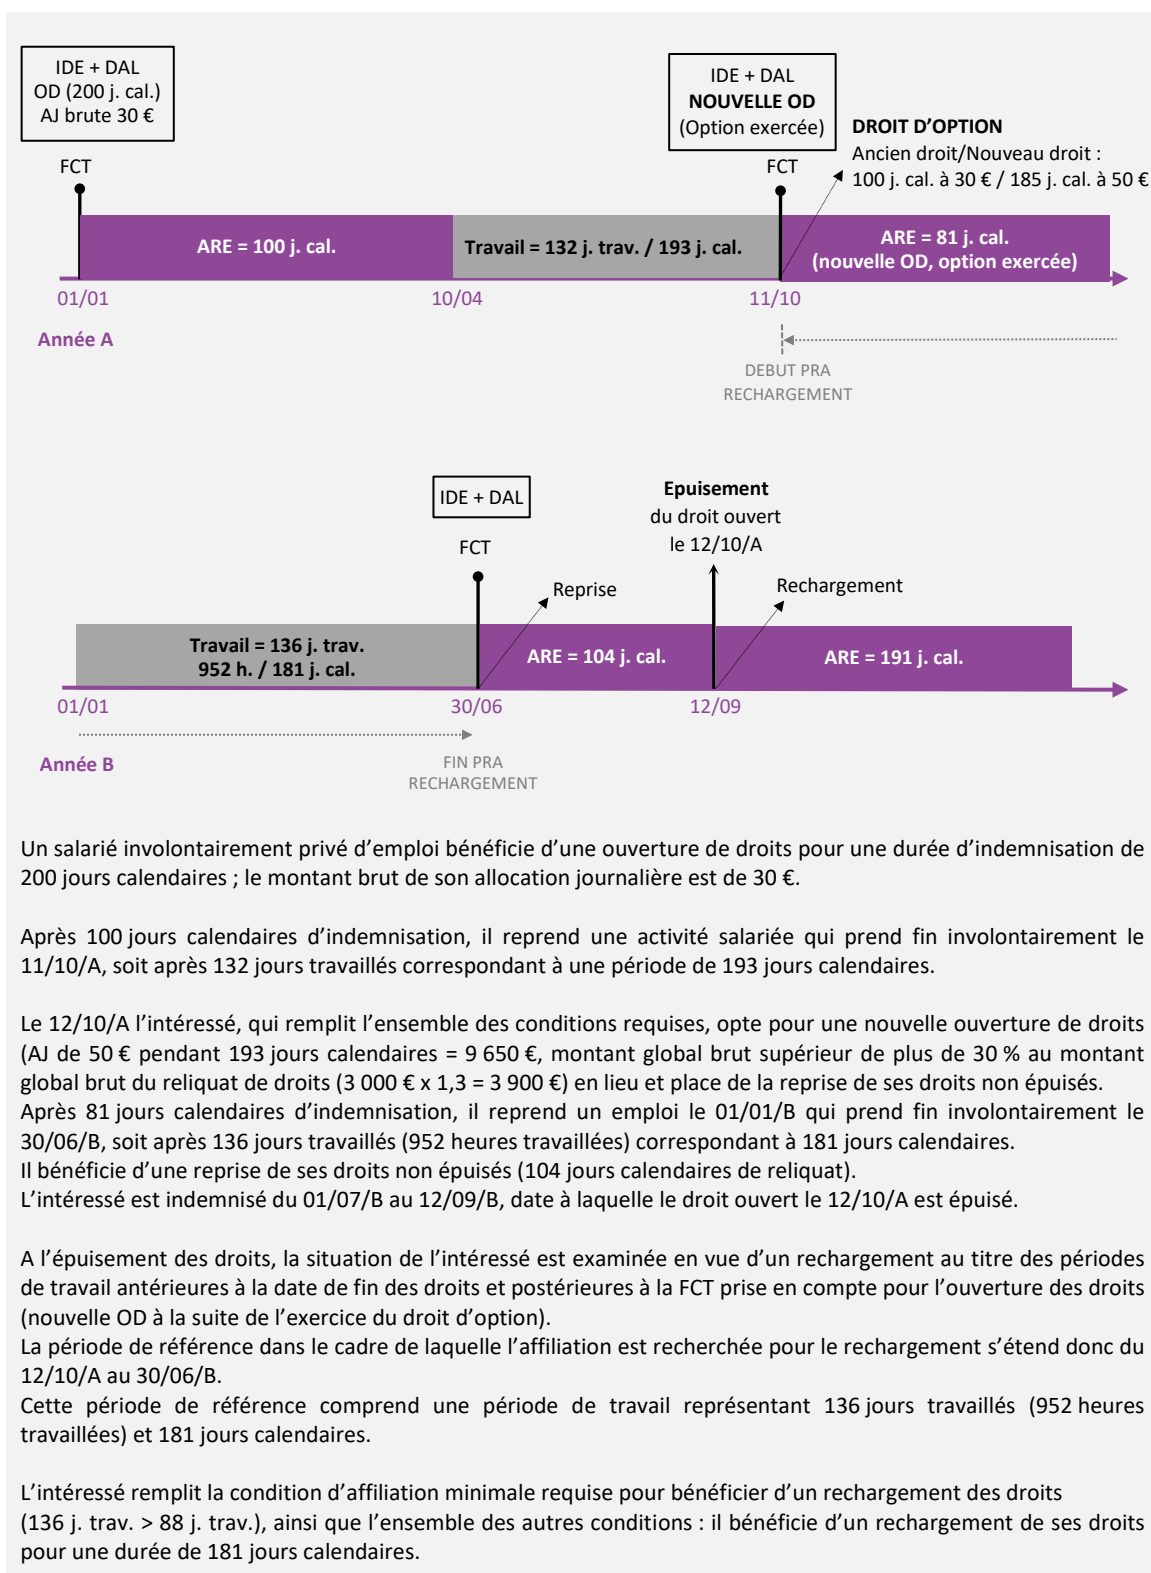 IDE + DAL
OD (200 j. cal.)
AJ brute 30 €
FCT
IDE + DAL
NOUVELLE OD
(Option exercée)
FCT
DROIT D’OPTION
Ancien droit/Nouveau droit :
100 j. cal. à 30 € / 185 j. cal. à 50 €
ARE = 100 j. cal.
Travail = 132 j. trav. / 193 j. cal.
ARE = 81 j. cal.
(nouvelle OD, option exercée)
01/01
10/04
11/10
Année A
DEBUT PRA
RECHARGEMENT
IDE + DAL
FCT
Epuisement
du droit ouvert
le 12/10/A
Reprise
Rechargement
Travail = 136 j. trav.
952 h. / 181 j. cal.
ARE = 104 j. cal.
ARE = 191 j. cal.
01/01
30/06
12/09
Année B
FIN PRA
RECHARGEMENT
Un salarié involontairement privé d’emploi bénéficie d’une ouverture de droits pour une durée d’indemnisation de
200 jours calendaires ; le montant brut de son allocation journalière est de 30 €.
Après 100 jours calendaires d’indemnisation, il reprend une activité salariée qui prend fin involontairement le
11/10/A, soit après 132 jours travaillés correspondant à une période de 193 jours calendaires.
Le 12/10/A l’intéressé, qui remplit l’ensemble des conditions requises, opte pour une nouvelle ouverture de droits
(AJ de 50 € pendant 193 jours calendaires = 9 650 €, montant global brut supérieur de plus de 30 % au montant
global brut du reliquat de droits (3 000 € x 1,3 = 3 900 €) en lieu et place de la reprise de ses droits non épuisés.
Après 81 jours calendaires d’indemnisation, il reprend un emploi le 01/01/B qui prend fin involontairement le
30/06/B, soit après 136 jours travaillés (952 heures travaillées) correspondant à 181 jours calendaires.
Il bénéficie d’une reprise de ses droits non épuisés (104 jours calendaires de reliquat).
L’intéressé est indemnisé du 01/07/B au 12/09/B, date à laquelle le droit ouvert le 12/10/A est épuisé.
A l’épuisement des droits, la situation de l’intéressé est examinée en vue d’un rechargement au titre des périodes
de travail antérieures à la date de fin des droits et postérieures à la FCT prise en compte pour l’ouverture des droits
(nouvelle OD à la suite de l’exercice du droit d’option).
La période de référence dans le cadre de laquelle l’affiliation est recherchée pour le rechargement s’étend donc du
12/10/A au 30/06/B.
Cette période de référence comprend une période de travail représentant 136 jours travaillés (952 heures
travaillées) et 181 jours calendaires.
L’intéressé remplit la condition d’affiliation minimale requise pour bénéficier d’un rechargement des droits
(136 j. trav. > 88 j. trav.), ainsi que l’ensemble des autres conditions : il bénéficie d’un rechargement de ses droits
pour une durée de 181 jours calendaires.